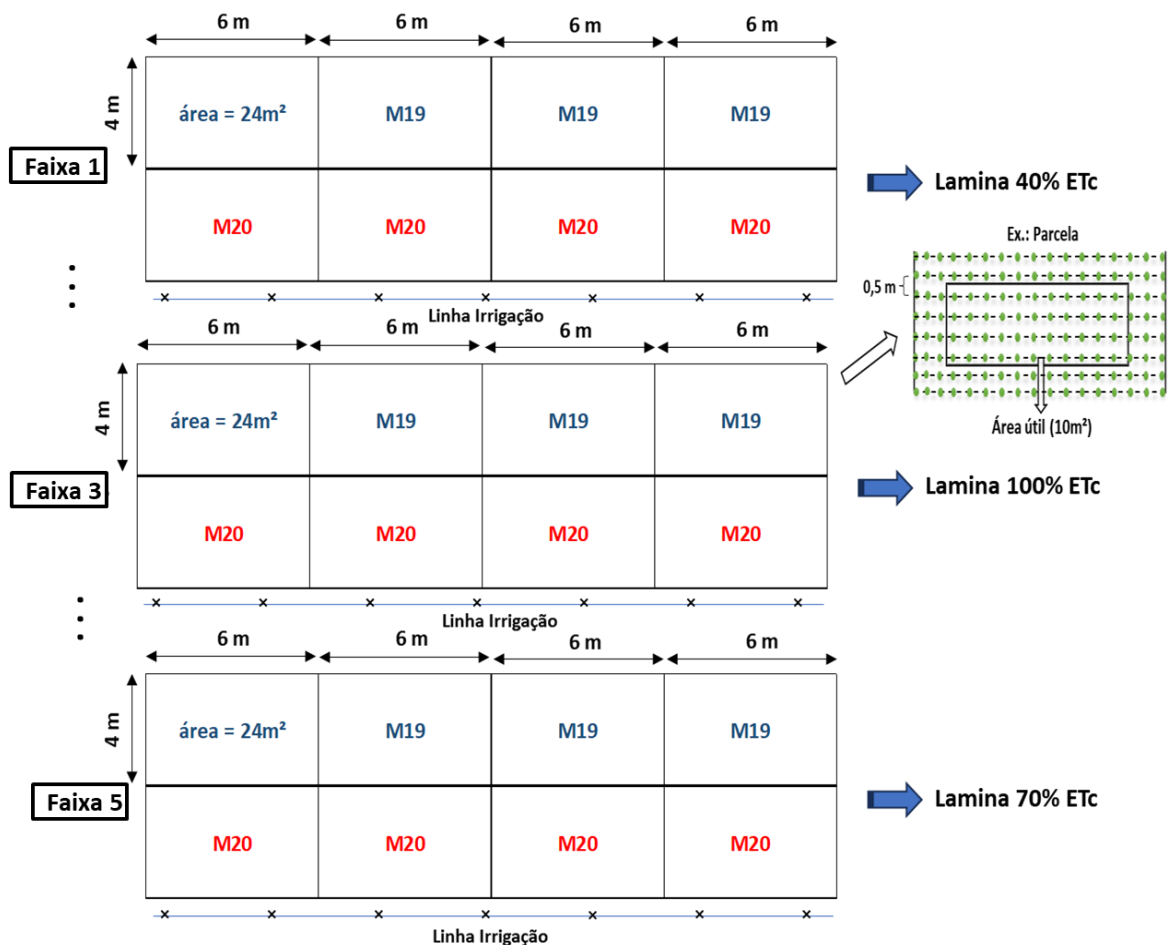 6 m 6 m 6 m 6 m
4 m
área = 24m² M19 M19 M19
Faixa 1
Lamina 40% ETc
M20 M20 M20 M20
Ex.: Parcela
0,5 m
Linha Irrigação
6 m 6 m 6 m 6 m
4 m
área = 24m² M19 M19 M19
Área útil (10m²)
Faixa 3
Lamina 100% ETc
M20 M20 M20 M20
Linha Irrigação
6 m 6 m 6 m 6 m
4 m
área = 24m² M19 M19 M19
Faixa 5
Lamina 70% ETc
M20 M20 M20 M20
Linha Irrigação